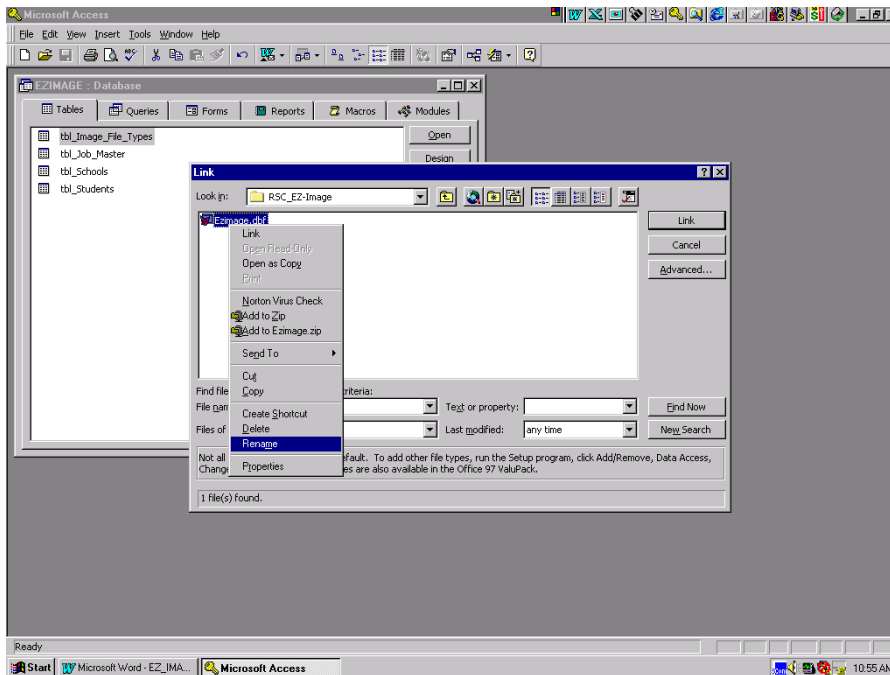 Microsoft Access
File Edit View Insert Tools Window Help
EZIMAGE : Database
Tables Queries Forms Reports Macros Modules
tbl_Image_File_Types
tbl_Job_Master
tbl_Schools
tbl_Students
Open
Design
Link
Look in: RSC_EZ-Image
Ezimage.dbf
Link
Cancel
Advanced...
Link
Open Read-Only
Open as Copy
Print
Norton Virus Check
Add to Zip
Add to Ezimage.zip
Send To
Cut
Copy
Create Shortcut
Delete
Rename
Properties
Find file criteria:
File nam Text or property: Find Now
Files of Last modified: any time New Search
Not all efault. To add other file types, run the Setup program, click Add/Remove, Data Access,
Change es are also available in the Office 97 ValuPack.
1 file(s) found.
Ready
Start Microsoft Word - EZ_IMA... Microsoft Access 10:55 AM